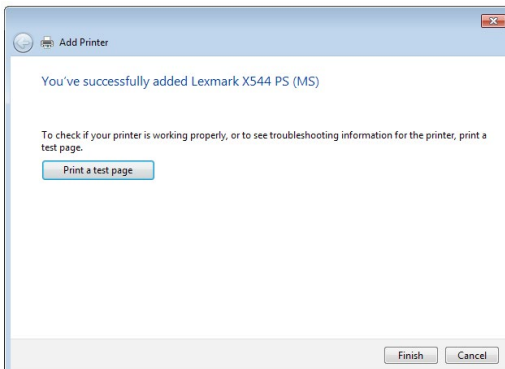 Add Printer
You've successfully added Lexmark X544 PS (MS)
To check if your printer is working properly, or to see troubleshooting information for the printer, print a
test page.
Print a test page
Finish Cancel